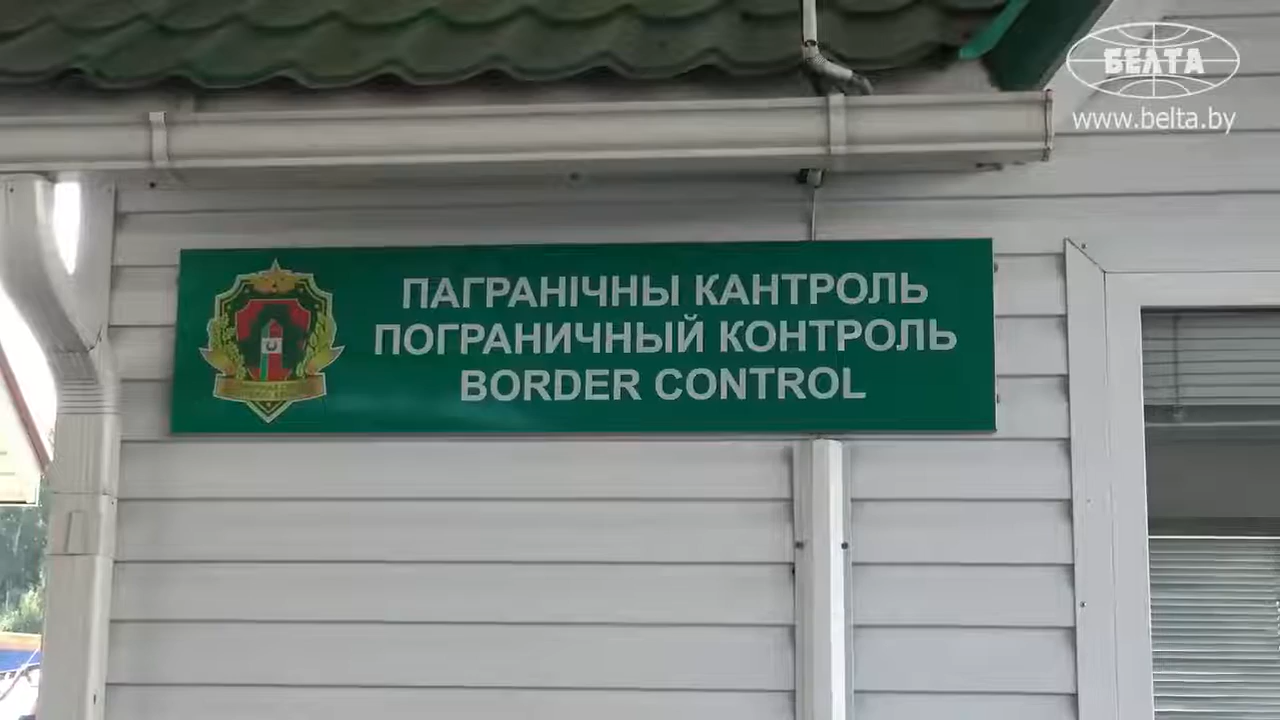 БЕЛТА
www.belta.by
ПАГРАНІЧНЫ КАНТРОЛЬ
ПОГРАНИЧНЫЙ КОНТРОЛЬ
BORDER CONTROL